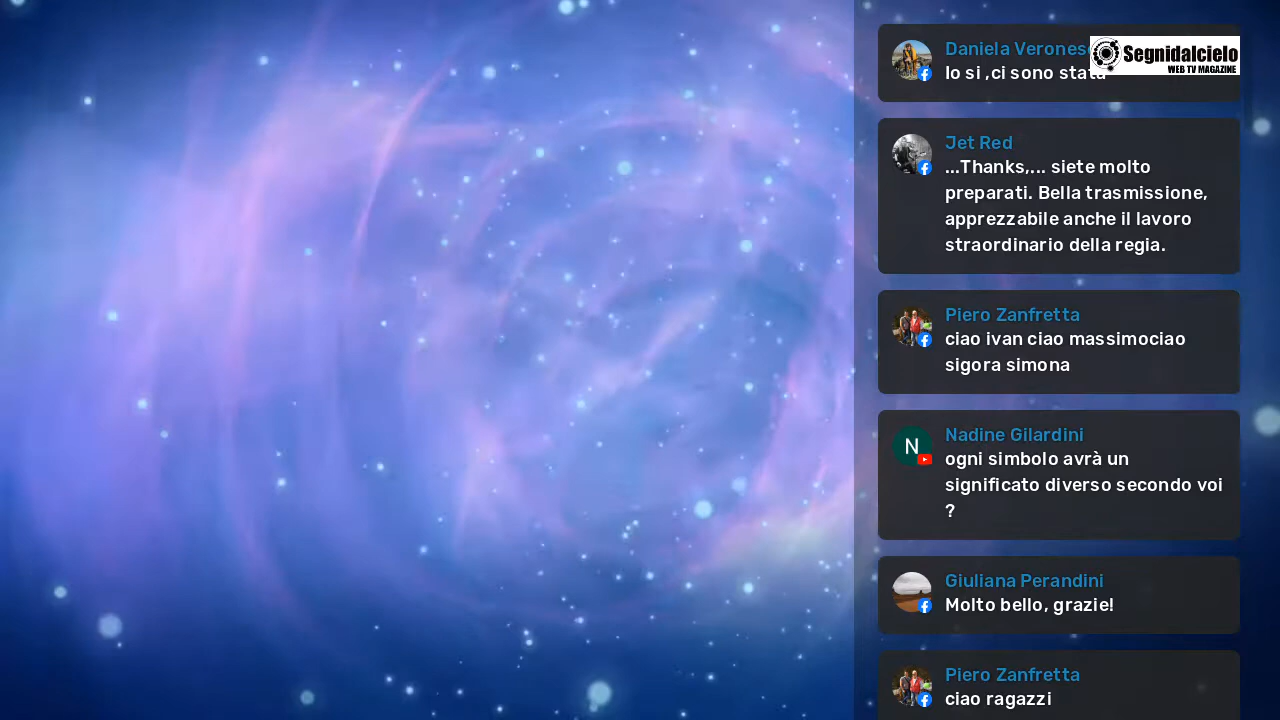 Daniela Verones
Segnidalcielo
Io si ,ci sono stata
WEB TV MAGAZINE
Jet Red
...Thanks,... siete molto
preparati. Bella trasmissione,
apprezzabile anche il lavoro
straordinario della regia.
Piero Zanfretta
ciao ivan ciao massimociao
sigora simona
Nadine Gilardini
N
ogni simbolo avrà un
significato diverso secondo voi
?
Giuliana Perandini
Molto bello, grazie!
Piero Zanfretta
ciao ragazzi